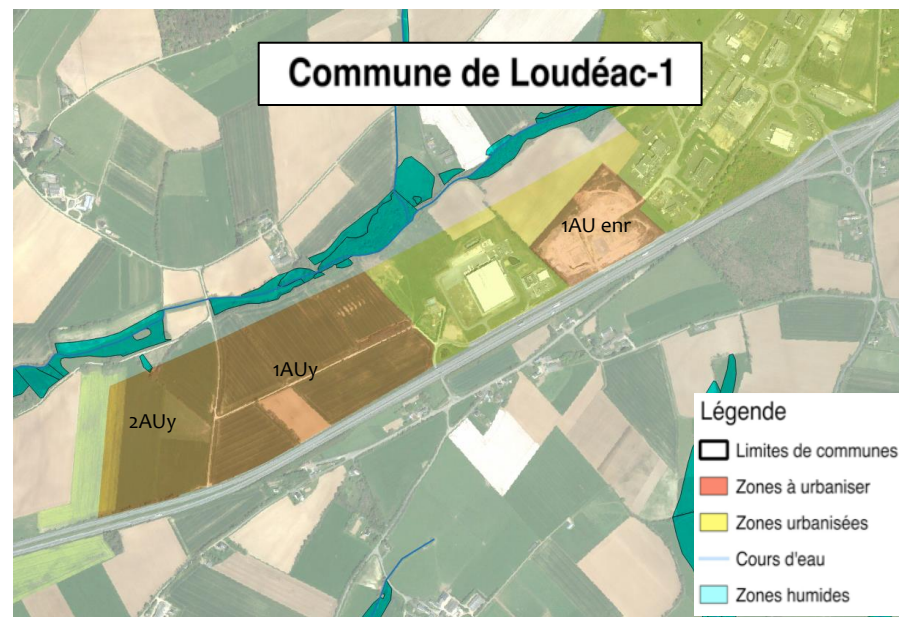 Commune de Loudéac-1
1AU enr
1AUy
2AUy
Légende
Limites de communes
Zones à urbaniser
Zones urbanisées
Cours d'eau
Zones humides